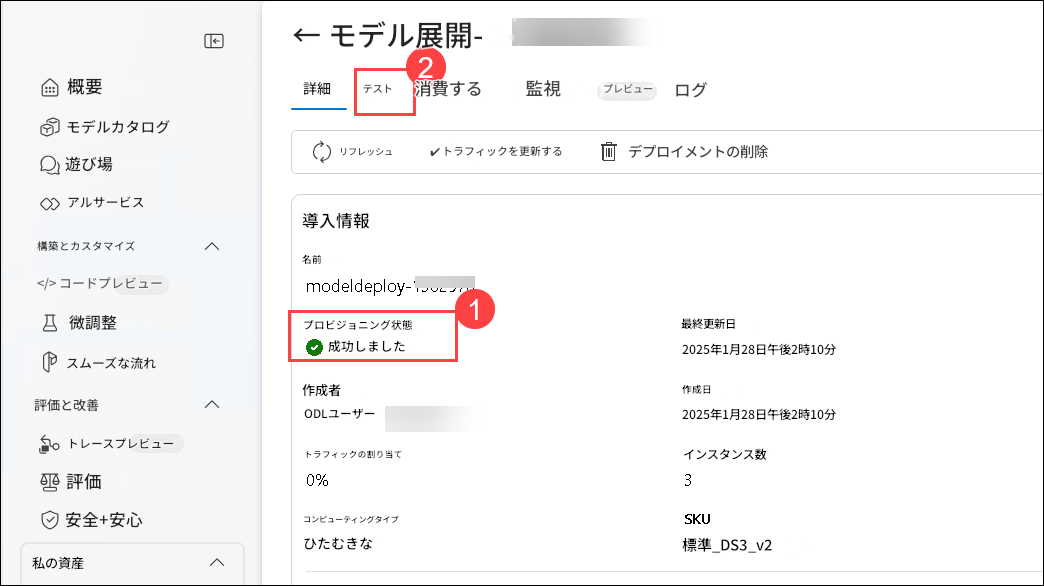 モデル展開-
2
詳細 テスト 消費する 監視 プレビュー ログ
リフレッシュ ✔トラフィックを更新する デプロイメントの削除
概要
モデルカタログ
遊び場
アルサービス
構築とカスタマイズ
</> コードプレビュー
微調整
スムーズな流れ
評価と改善
トレースプレビュー
評価
安全+安心
私の資産
導入情報
名前
modeldeploy-
1
プロビジョニング状態
成功しました
最終更新日
2025年1月28日午後2時10分
作成者
ODLユーザー
作成日
2025年1月28日午後2時10分
トラフィックの割り当て
0%
インスタンス数
3
コンピューティングタイプ
ひたむきな
SKU
標準_DS3_v2